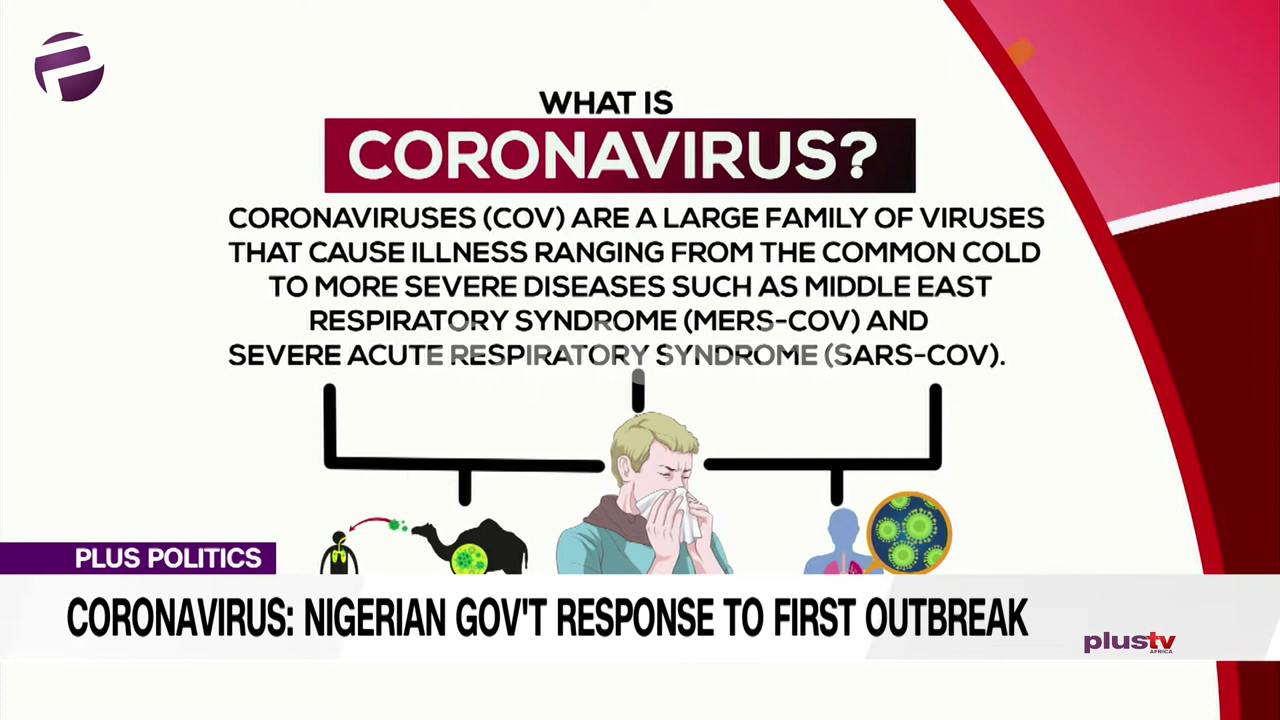 WHAT IS
CORONAVIRUS?
CORONAVIRUSES (COV) ARE A LARGE FAMILY OF VIRUSES
THAT CAUSE ILLNESS RANGING FROM THE COMMON COLD
TO MORE SEVERE DISEASES SUCH AS MIDDLE EAST
RESPIRATORY SYNDROME (MERS-COV) AND
SEVERE ACUTE RESPIRATORY SYNDROME (SARS-COV).
PLUS POLITICS
CORONAVIRUS: NIGERIAN GOV'T RESPONSE TO FIRST OUTBREAK
plustv
AFRICA